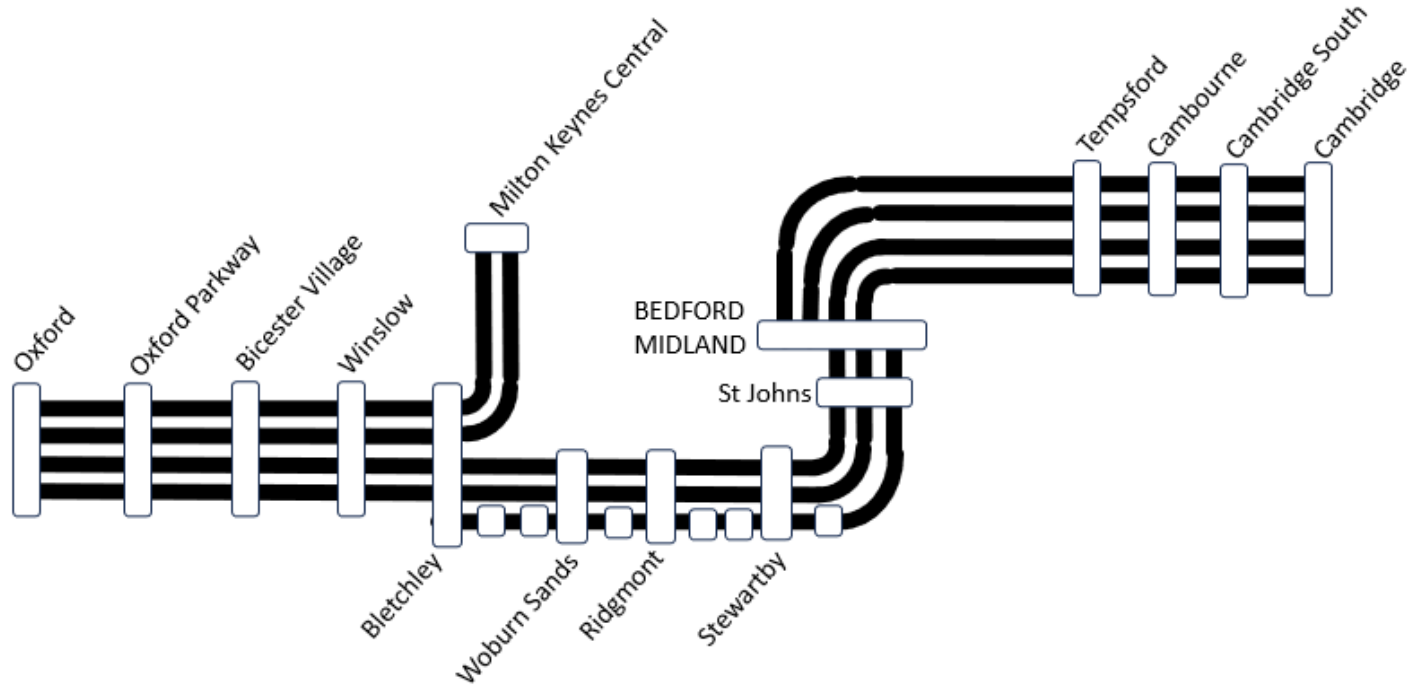 Oxford
Oxford Parkway
Bicester Village
Winslow
Bletchley
Milton Keynes Central
Woburn Sands
Ridgmont
Stewartby
St Johns
BEDFORD
MIDLAND
Tempsford
Cambourne
Cambridge South
Cambridge